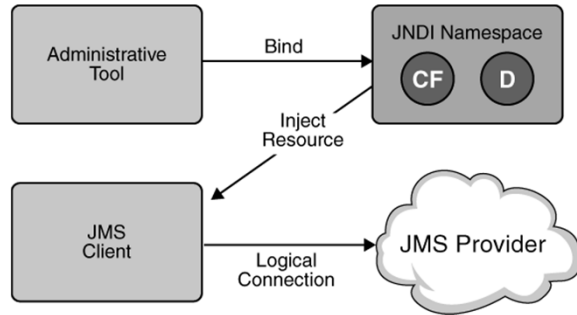 Administrative
Tool
Bind
JNDI Namespace
CF
D
Inject
Resource
JMS
Client
Logical
Connection
JMS Provider